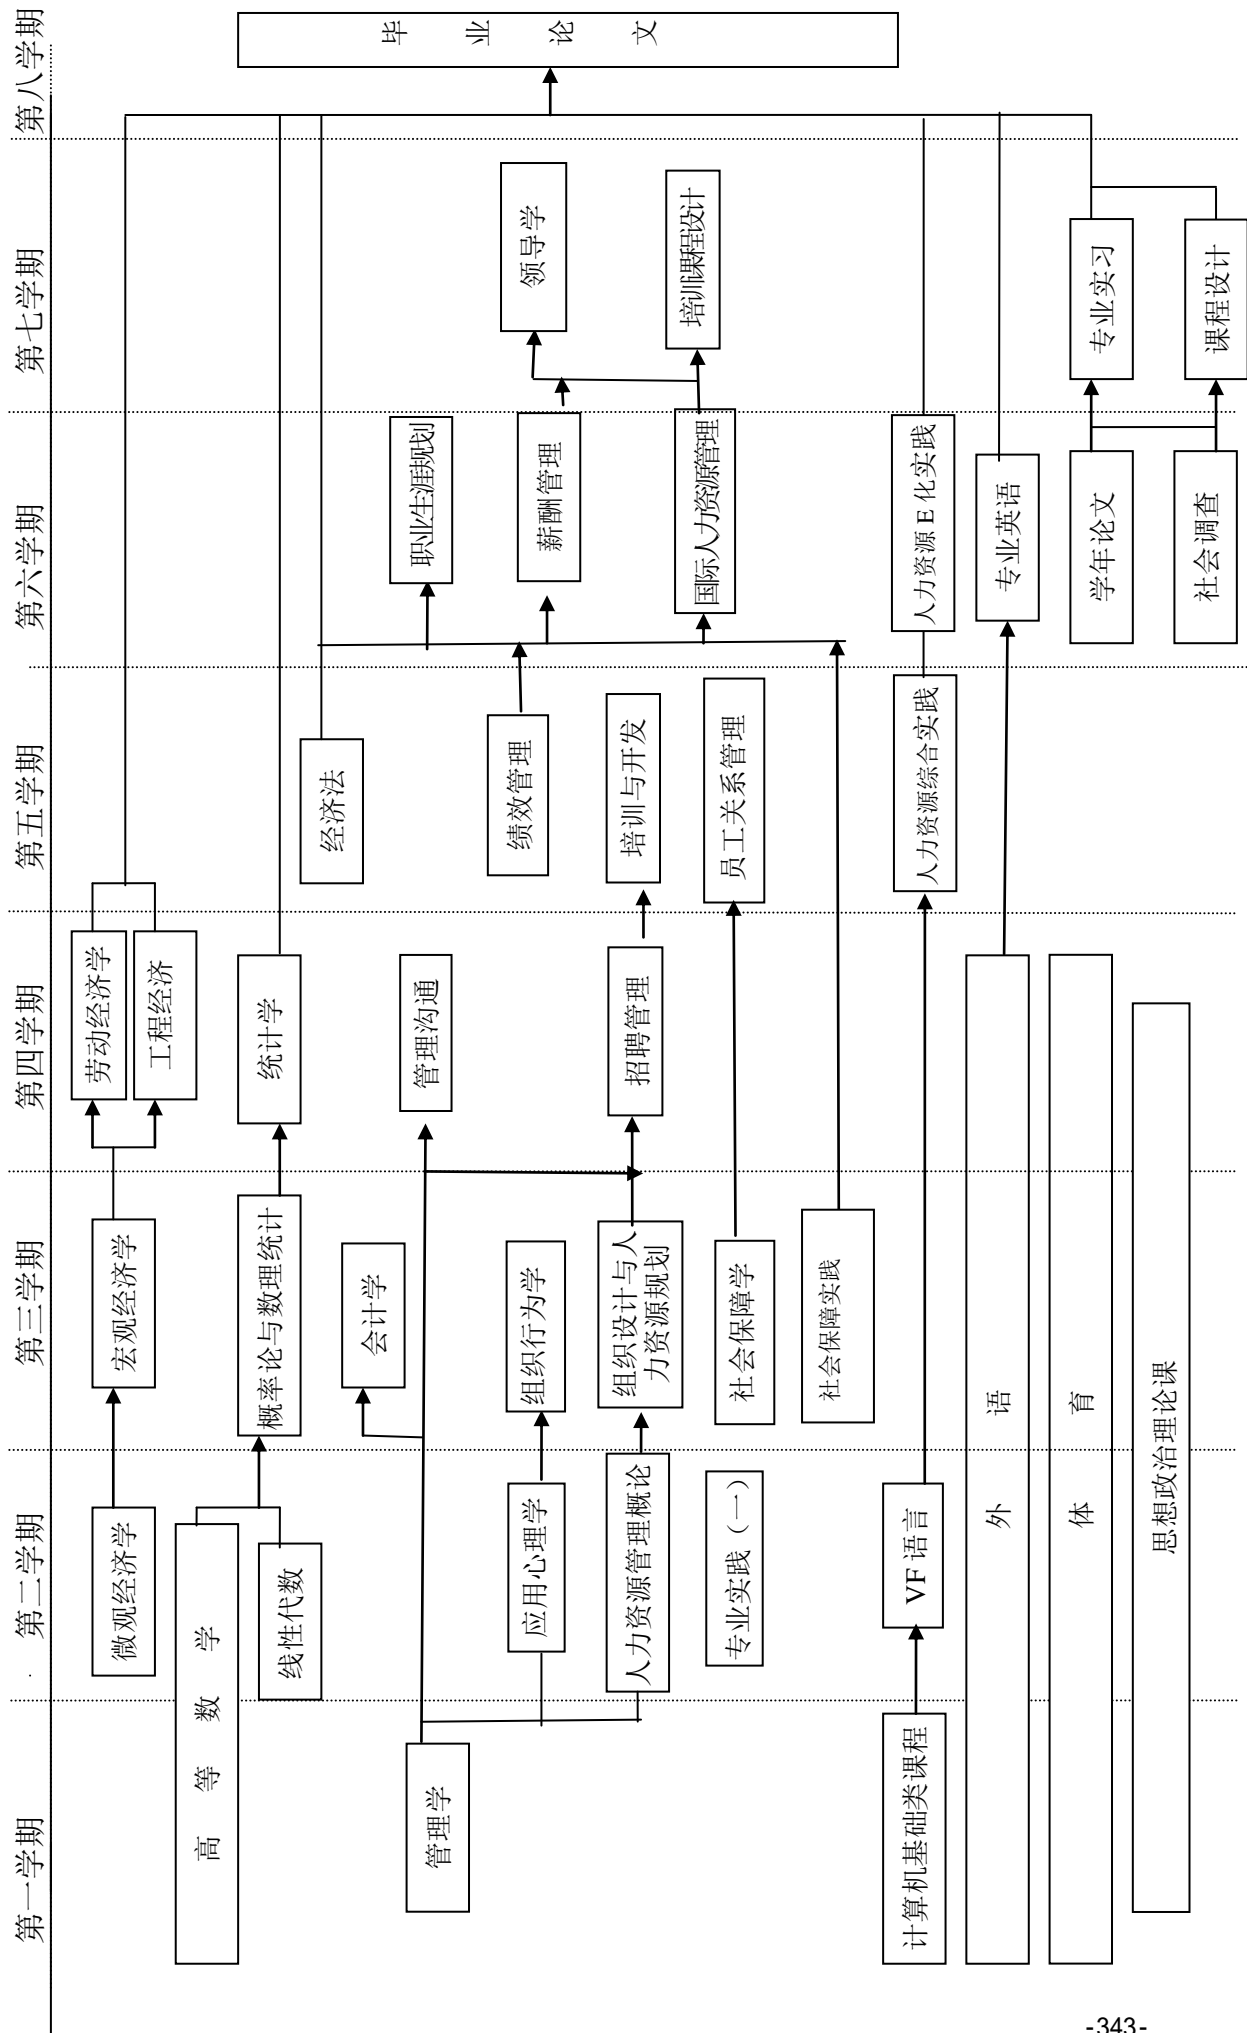 第一学期
第二学期
第三学期
第四学期
第五学期
第六学期
第七学期
第八学期
微观经济学
宏观经济学
劳动经济学
工程经济
高等数学
线性代数
概率论与数理统计
统计学
经济法
会计学
管理学
管理沟通
职业生涯规划
毕业论文
应用心理学
组织行为学
绩效管理
薪酬管理
领导学
人力资源管理概论
组织设计与人
力资源规划
招聘管理
培训与开发
国际人力资源管理
培训课程设计
专业实践（一）
社会保障学
员工关系管理
社会保障实践
计算机基础类课程
VF 语言
人力资源综合实践
人力资源 E 化实践
外语
专业英语
体育
学年论文
专业实习
思想政治理论课
社会调查
课程设计
-343-